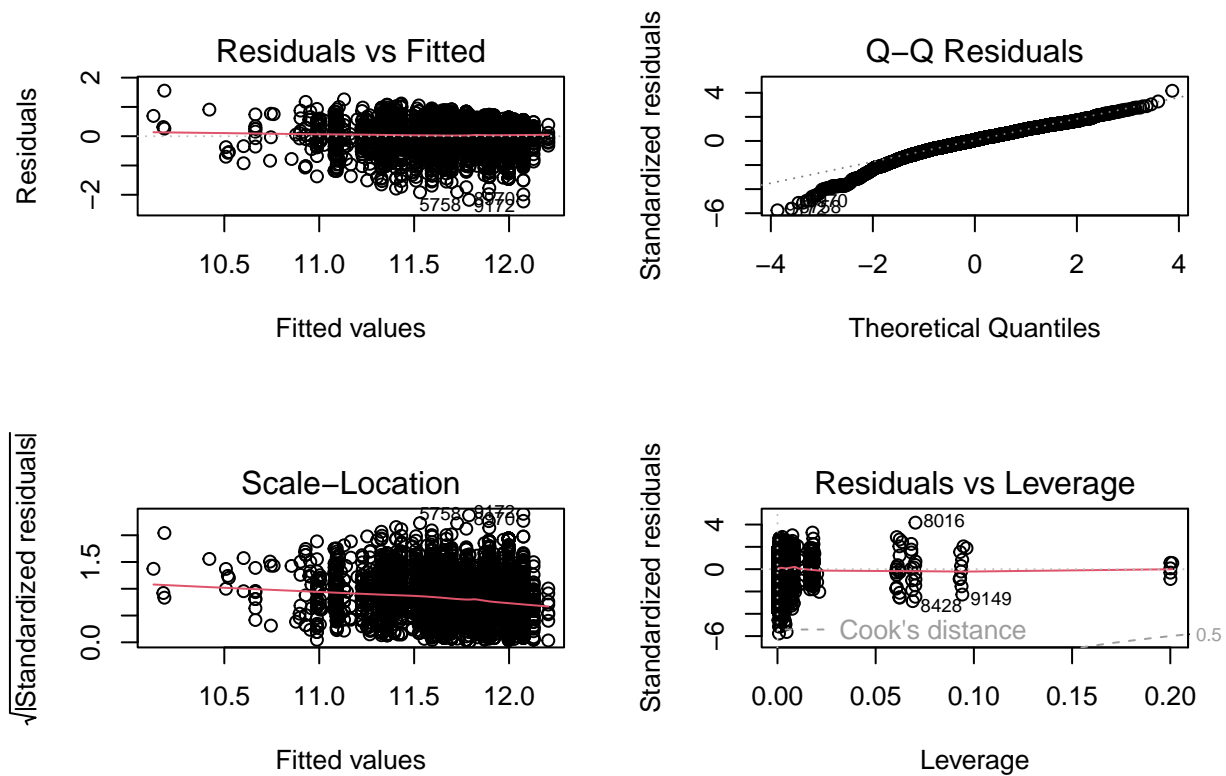 Residuals vs Fitted
Residuals
2
0
−2
5758
9172
10.5 11.0 11.5 12.0
Fitted values
Q−Q Residuals
Standardized residuals
4
0
−6
−4 −2 0 2 4
Theoretical Quantiles
Scale−Location
√|Standardized residuals|
1.5
0.0
5758
10.5 11.0 11.5 12.0
Fitted values
Residuals vs Leverage
Standardized residuals
4
0
−6
8016
8428
9149
Cook's distance
0.5
0.00 0.05 0.10 0.15 0.20
Leverage